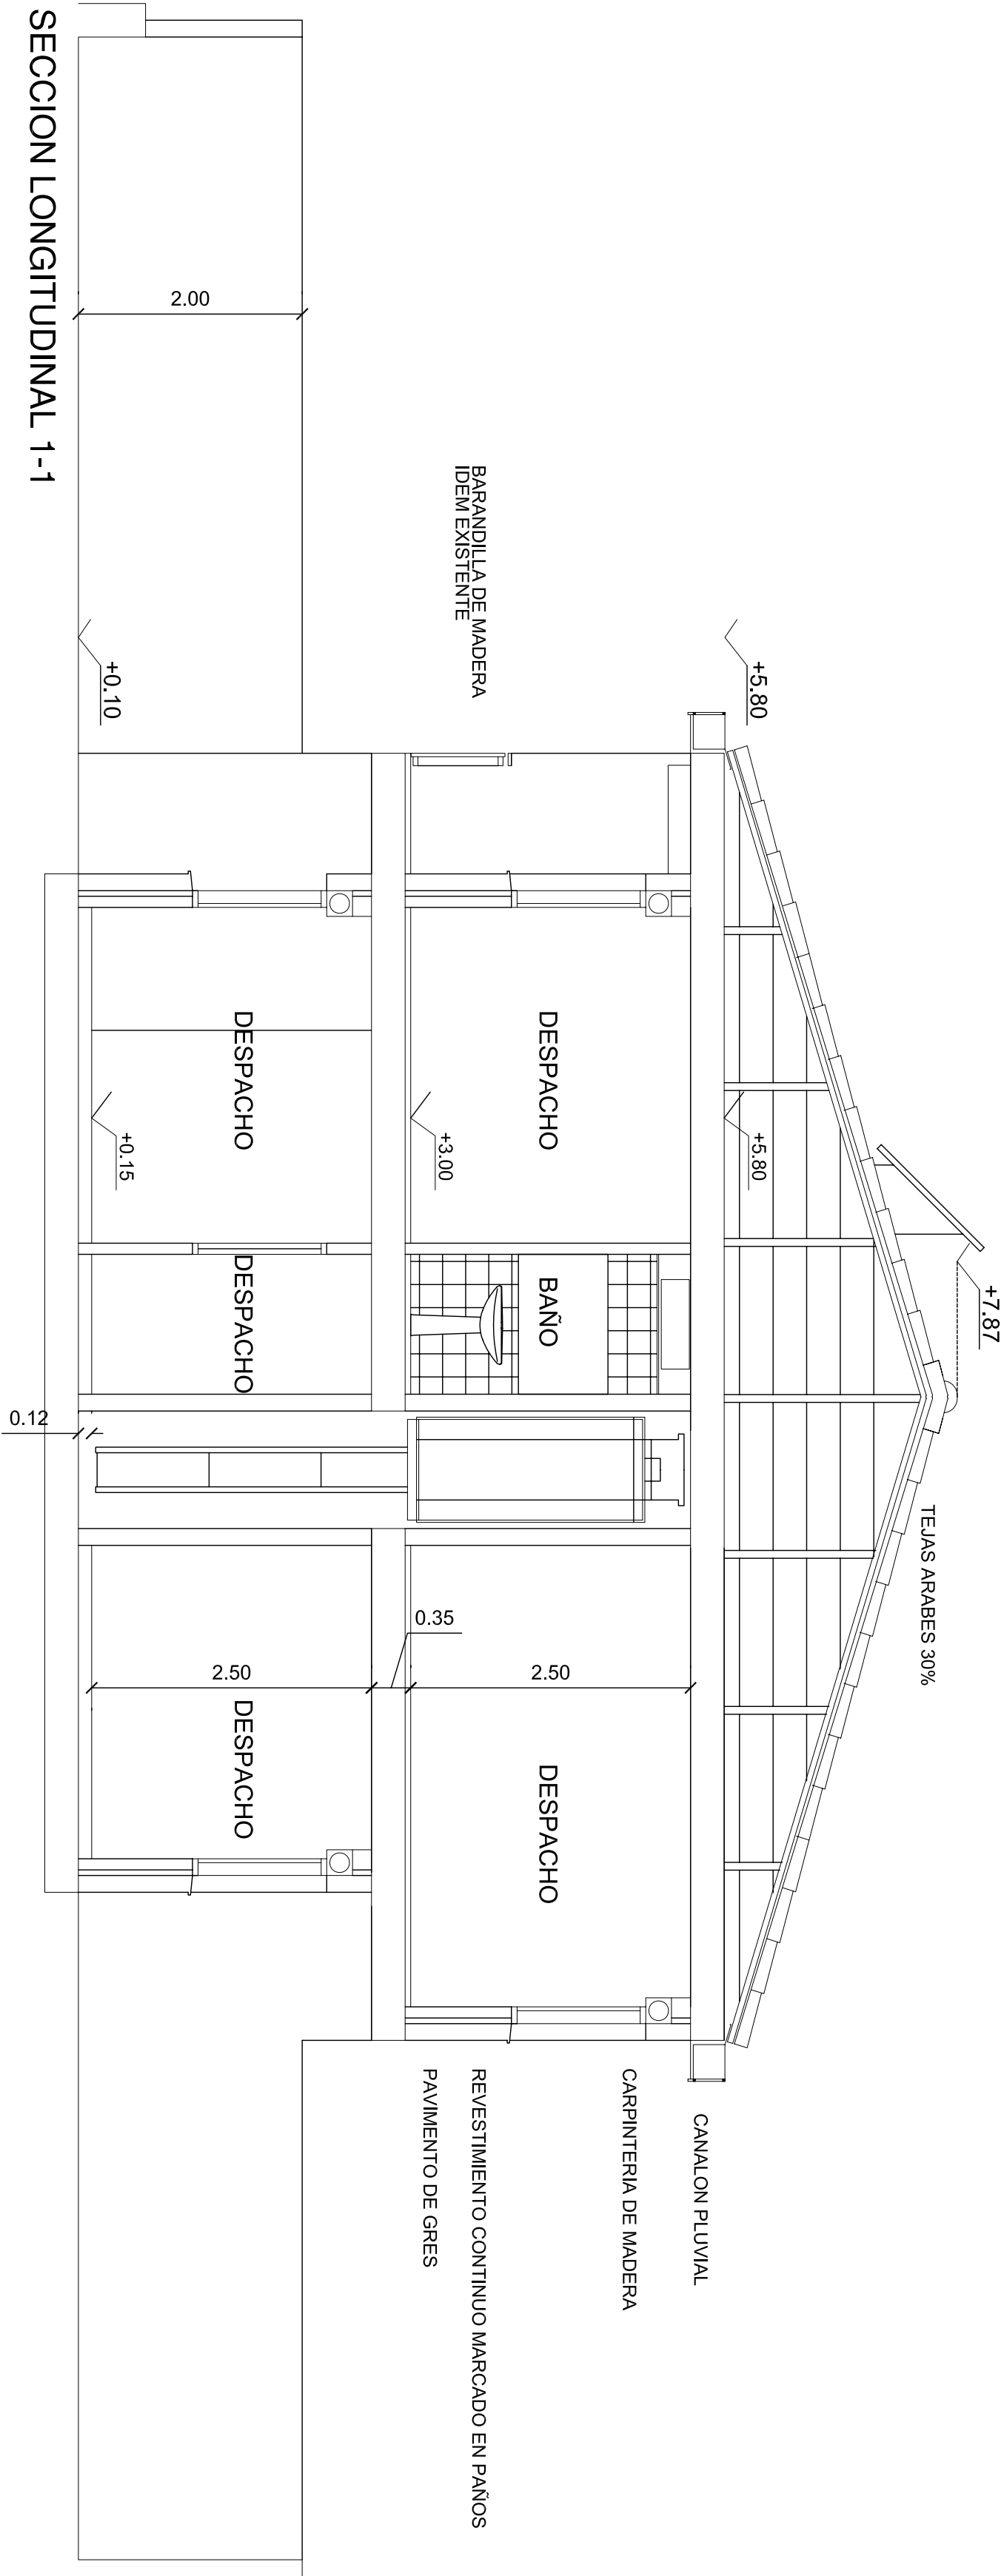 +7.87
TEJAS ARABES 30%
+5.80
+5.80
CANALON PLUVIAL
CARPINTERIA DE MADERA
BARANDILLA DE MADERA
IDEM EXISTENTE
DESPACHO
BAÑO
DESPACHO
2.50
REVESTIMIENTO CONTINUO MARCADO EN PAÑOS
+3.00
0.35
PAVIMENTO DE GRES
2.00
DESPACHO
DESPACHO
2.50
DESPACHO
+0.10
+0.15
0.12
SECCION LONGITUDINAL 1-1